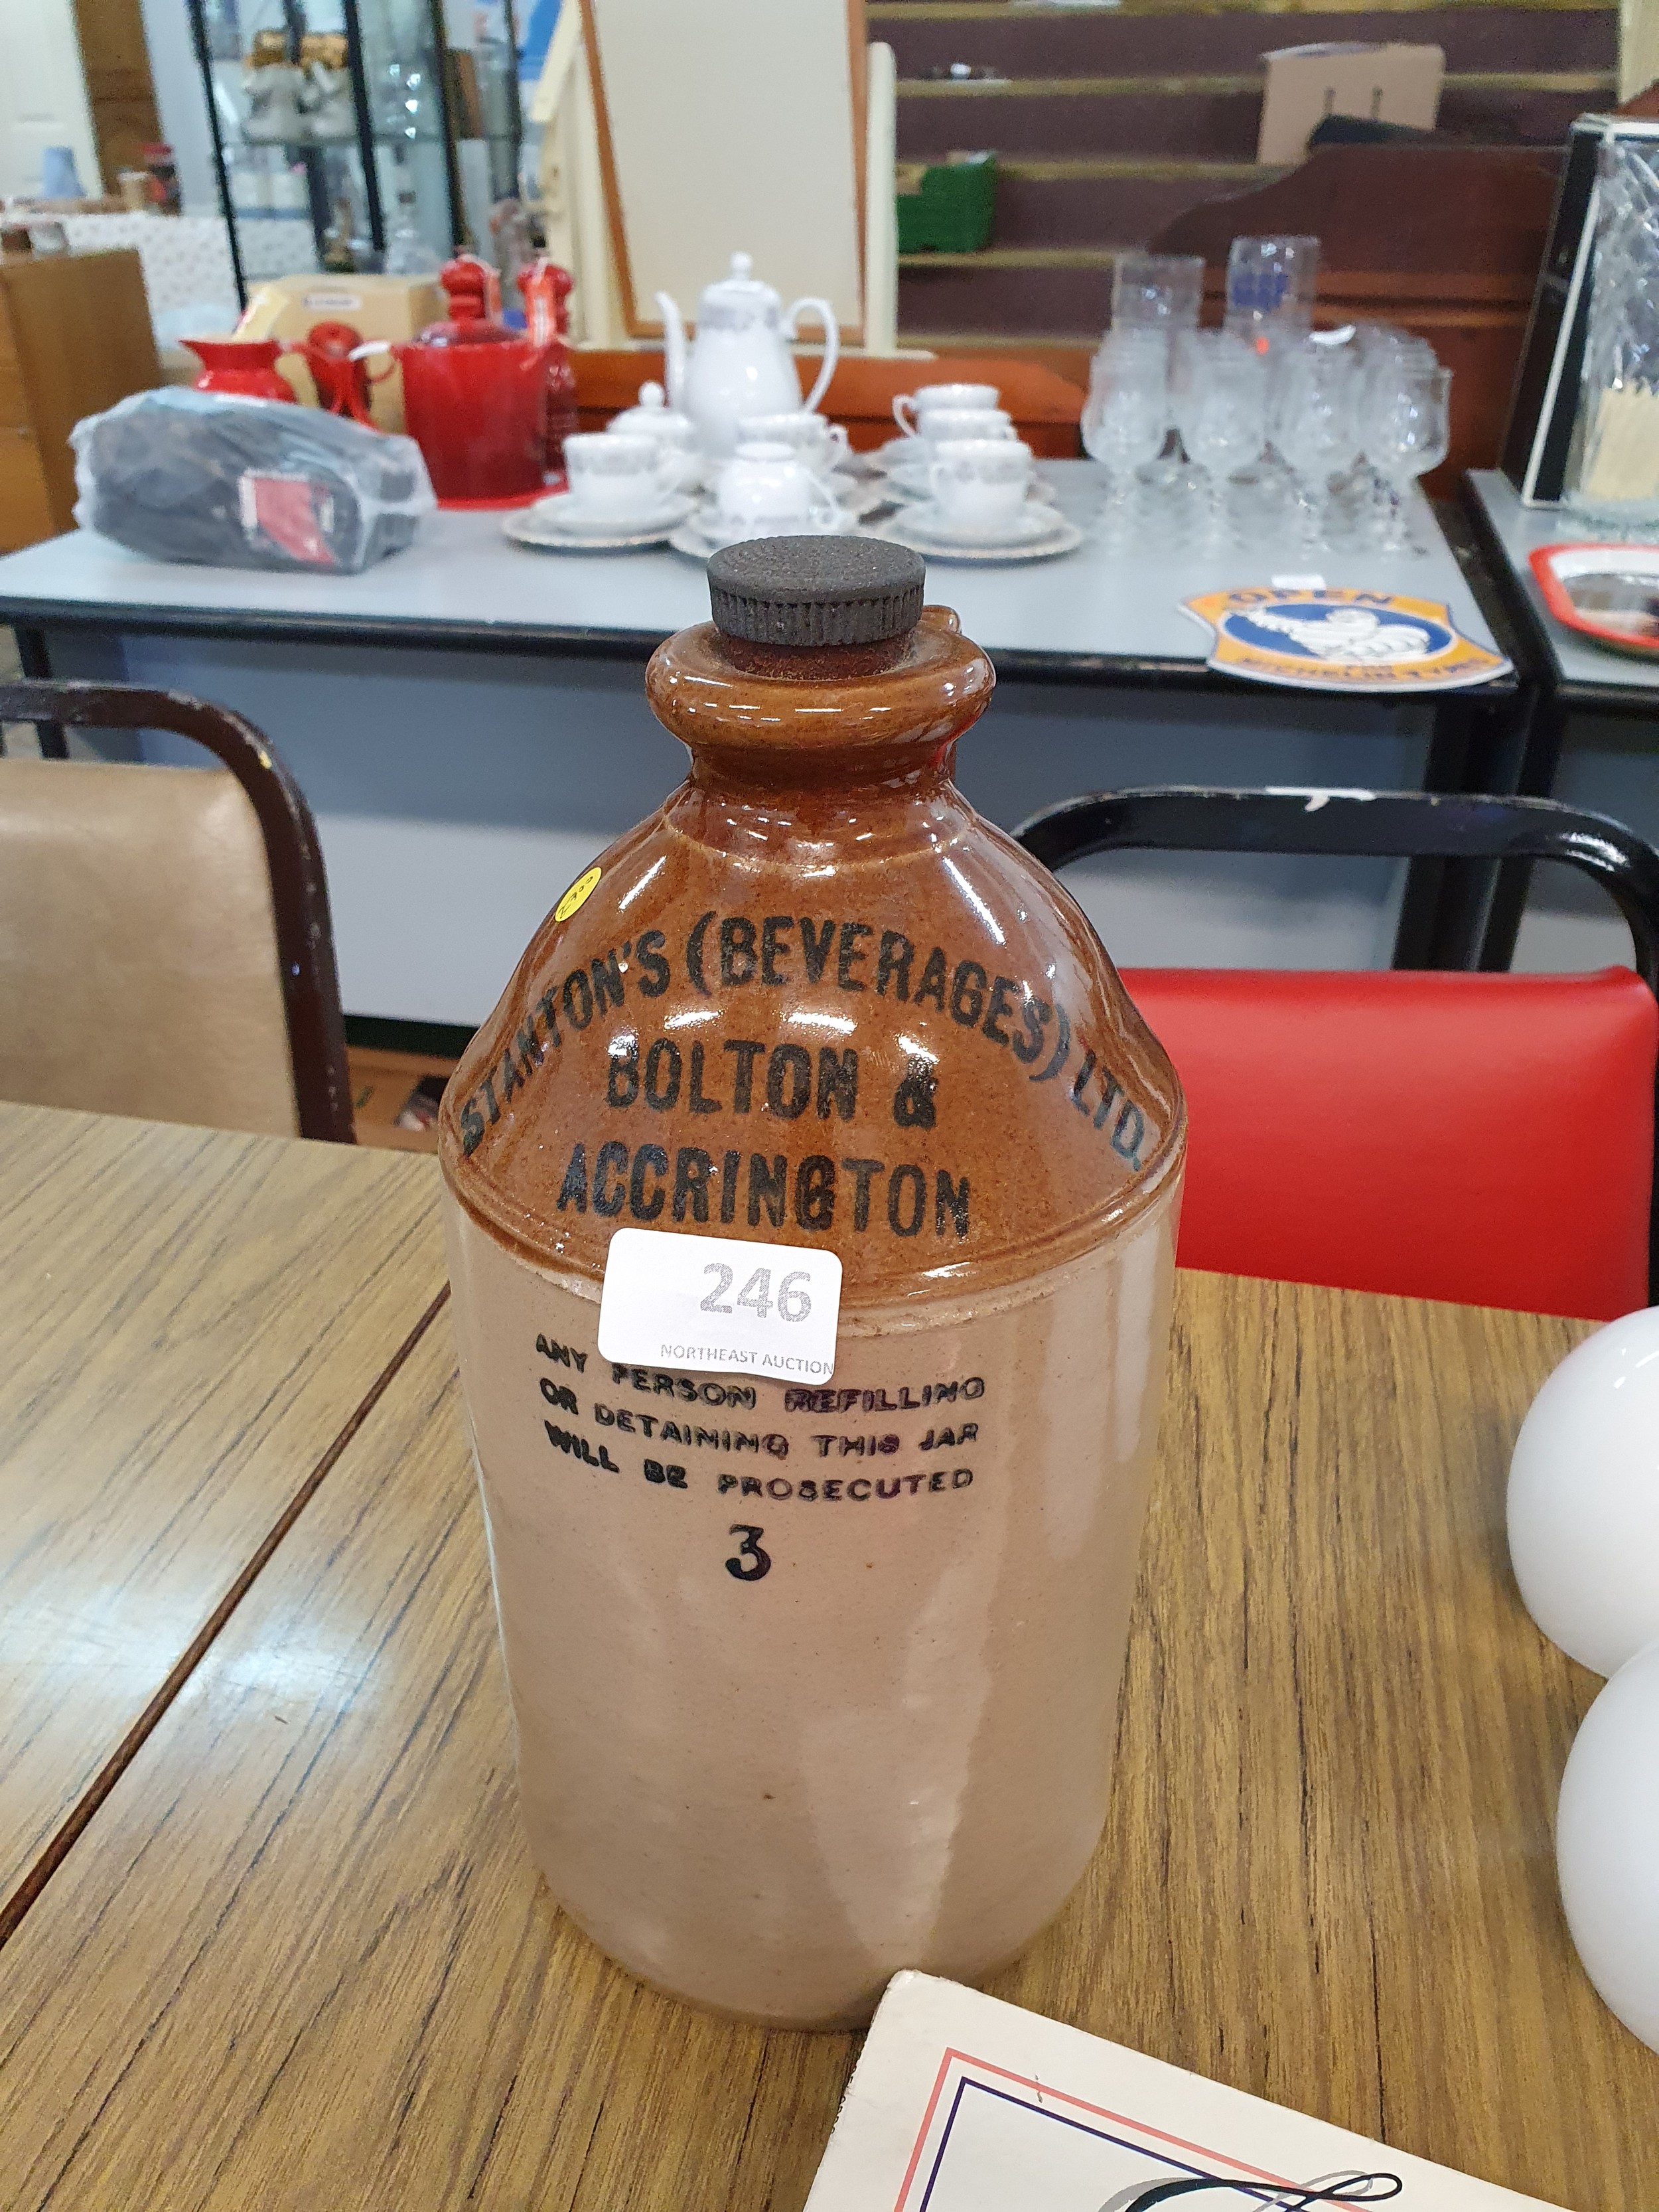 STANTON'S (BEVERAGES) LTD.
BOLTON &
ACCRINGTON
246
NORTHEAST AUCTION
ANY PERSON REFILLING
OR DETAINING THIS JAR
WILL BE PROSECUTED
3
OPEN